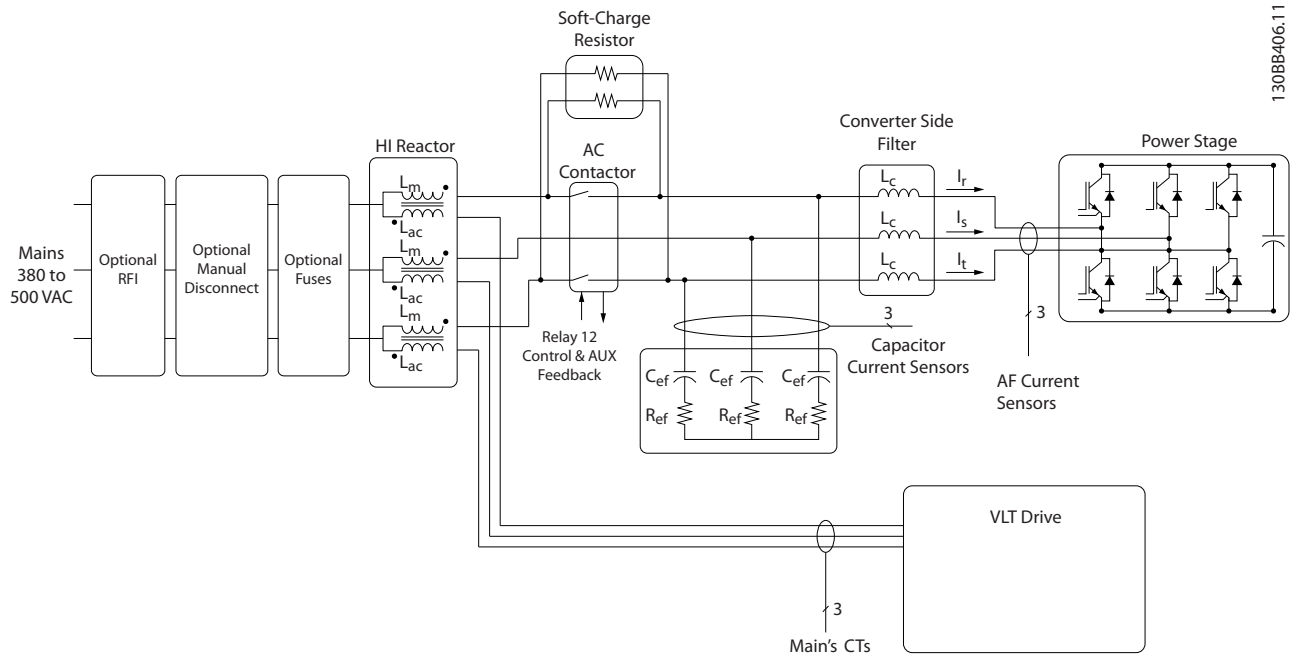 130BB406.11
Soft-Charge
Resistor
HI Reactor
AC
Contactor
Converter Side
Filter
Power Stage
Mains
380 to
500 VAC
Optional
RFI
Optional
Manual
Disconnect
Optional
Fuses
Lm
Lac
Lm
Lac
Lm
Lac
Lc
Lc
Lc
Ir
Is
It
Relay 12
Control & AUX
Feedback
3
Capacitor
Current Sensors
3
AF Current
Sensors
Cef
Cef
Cef
Ref
Ref
Ref
VLT Drive
3
Main's CTs